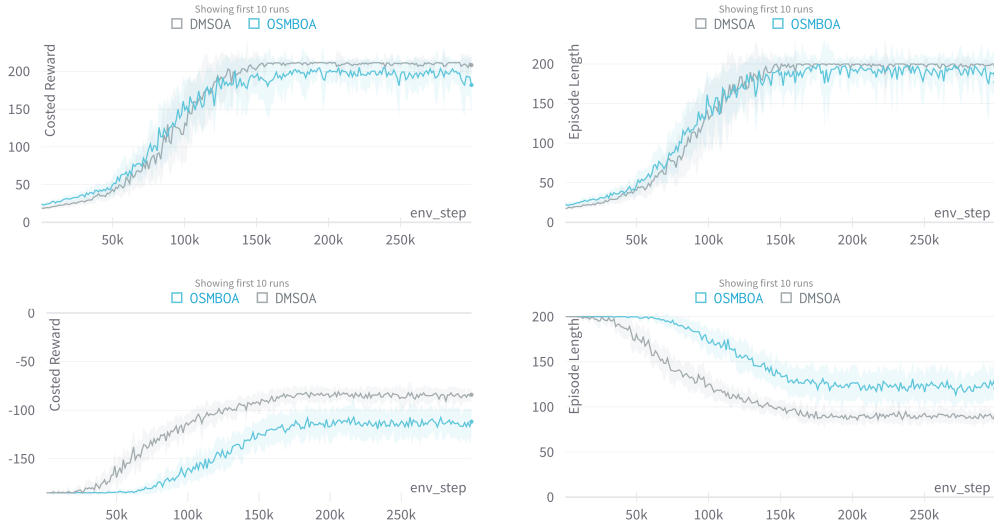 Showing first 10 runs
DMSOA OSMBOA
Costed Reward
200
150
100
50
0
env_step
50k 100k 150k 200k 250k
Showing first 10 runs
DMSOA OSMBOA
Episode Length
200
150
100
50
0
env_step
50k 100k 150k 200k 250k
Showing first 10 runs
OSMBOA DMSOA
Costed Reward
0
-50
-100
-150
env_step
50k 100k 150k 200k 250k
Showing first 10 runs
OSMBOA DMSOA
Episode Length
200
150
100
50
0
env_step
50k 100k 150k 200k 250k